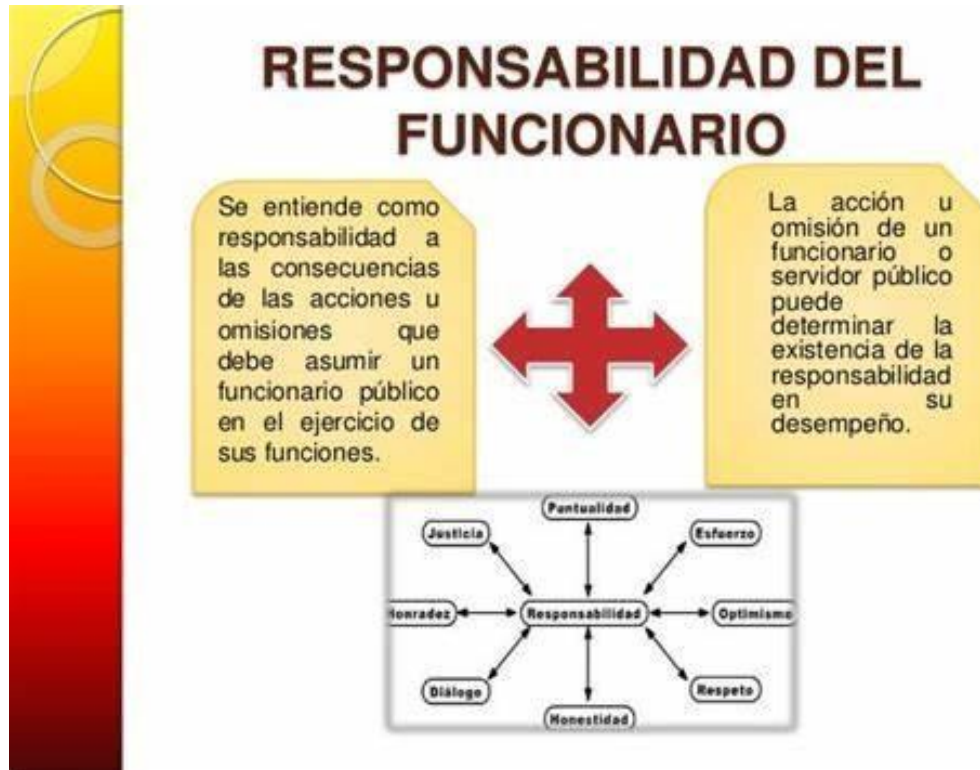 RESPONSABILIDAD DEL
FUNCIONARIO
Se entiende como
responsabilidad a
las consecuencias
de las acciones u
omisiones que
debe asumir un
funcionario público
en el ejercicio de
sus funciones.
La acción u
omisión de un
funcionario o
servidor público
puede
determinar la
existencia de la
responsabilidad
en su
desempeño.
Puntualidad
Justicia
Esfuerzo
Honradez
Responsabilidad
Optimismo
Diálogo
Respeto
Honestidad